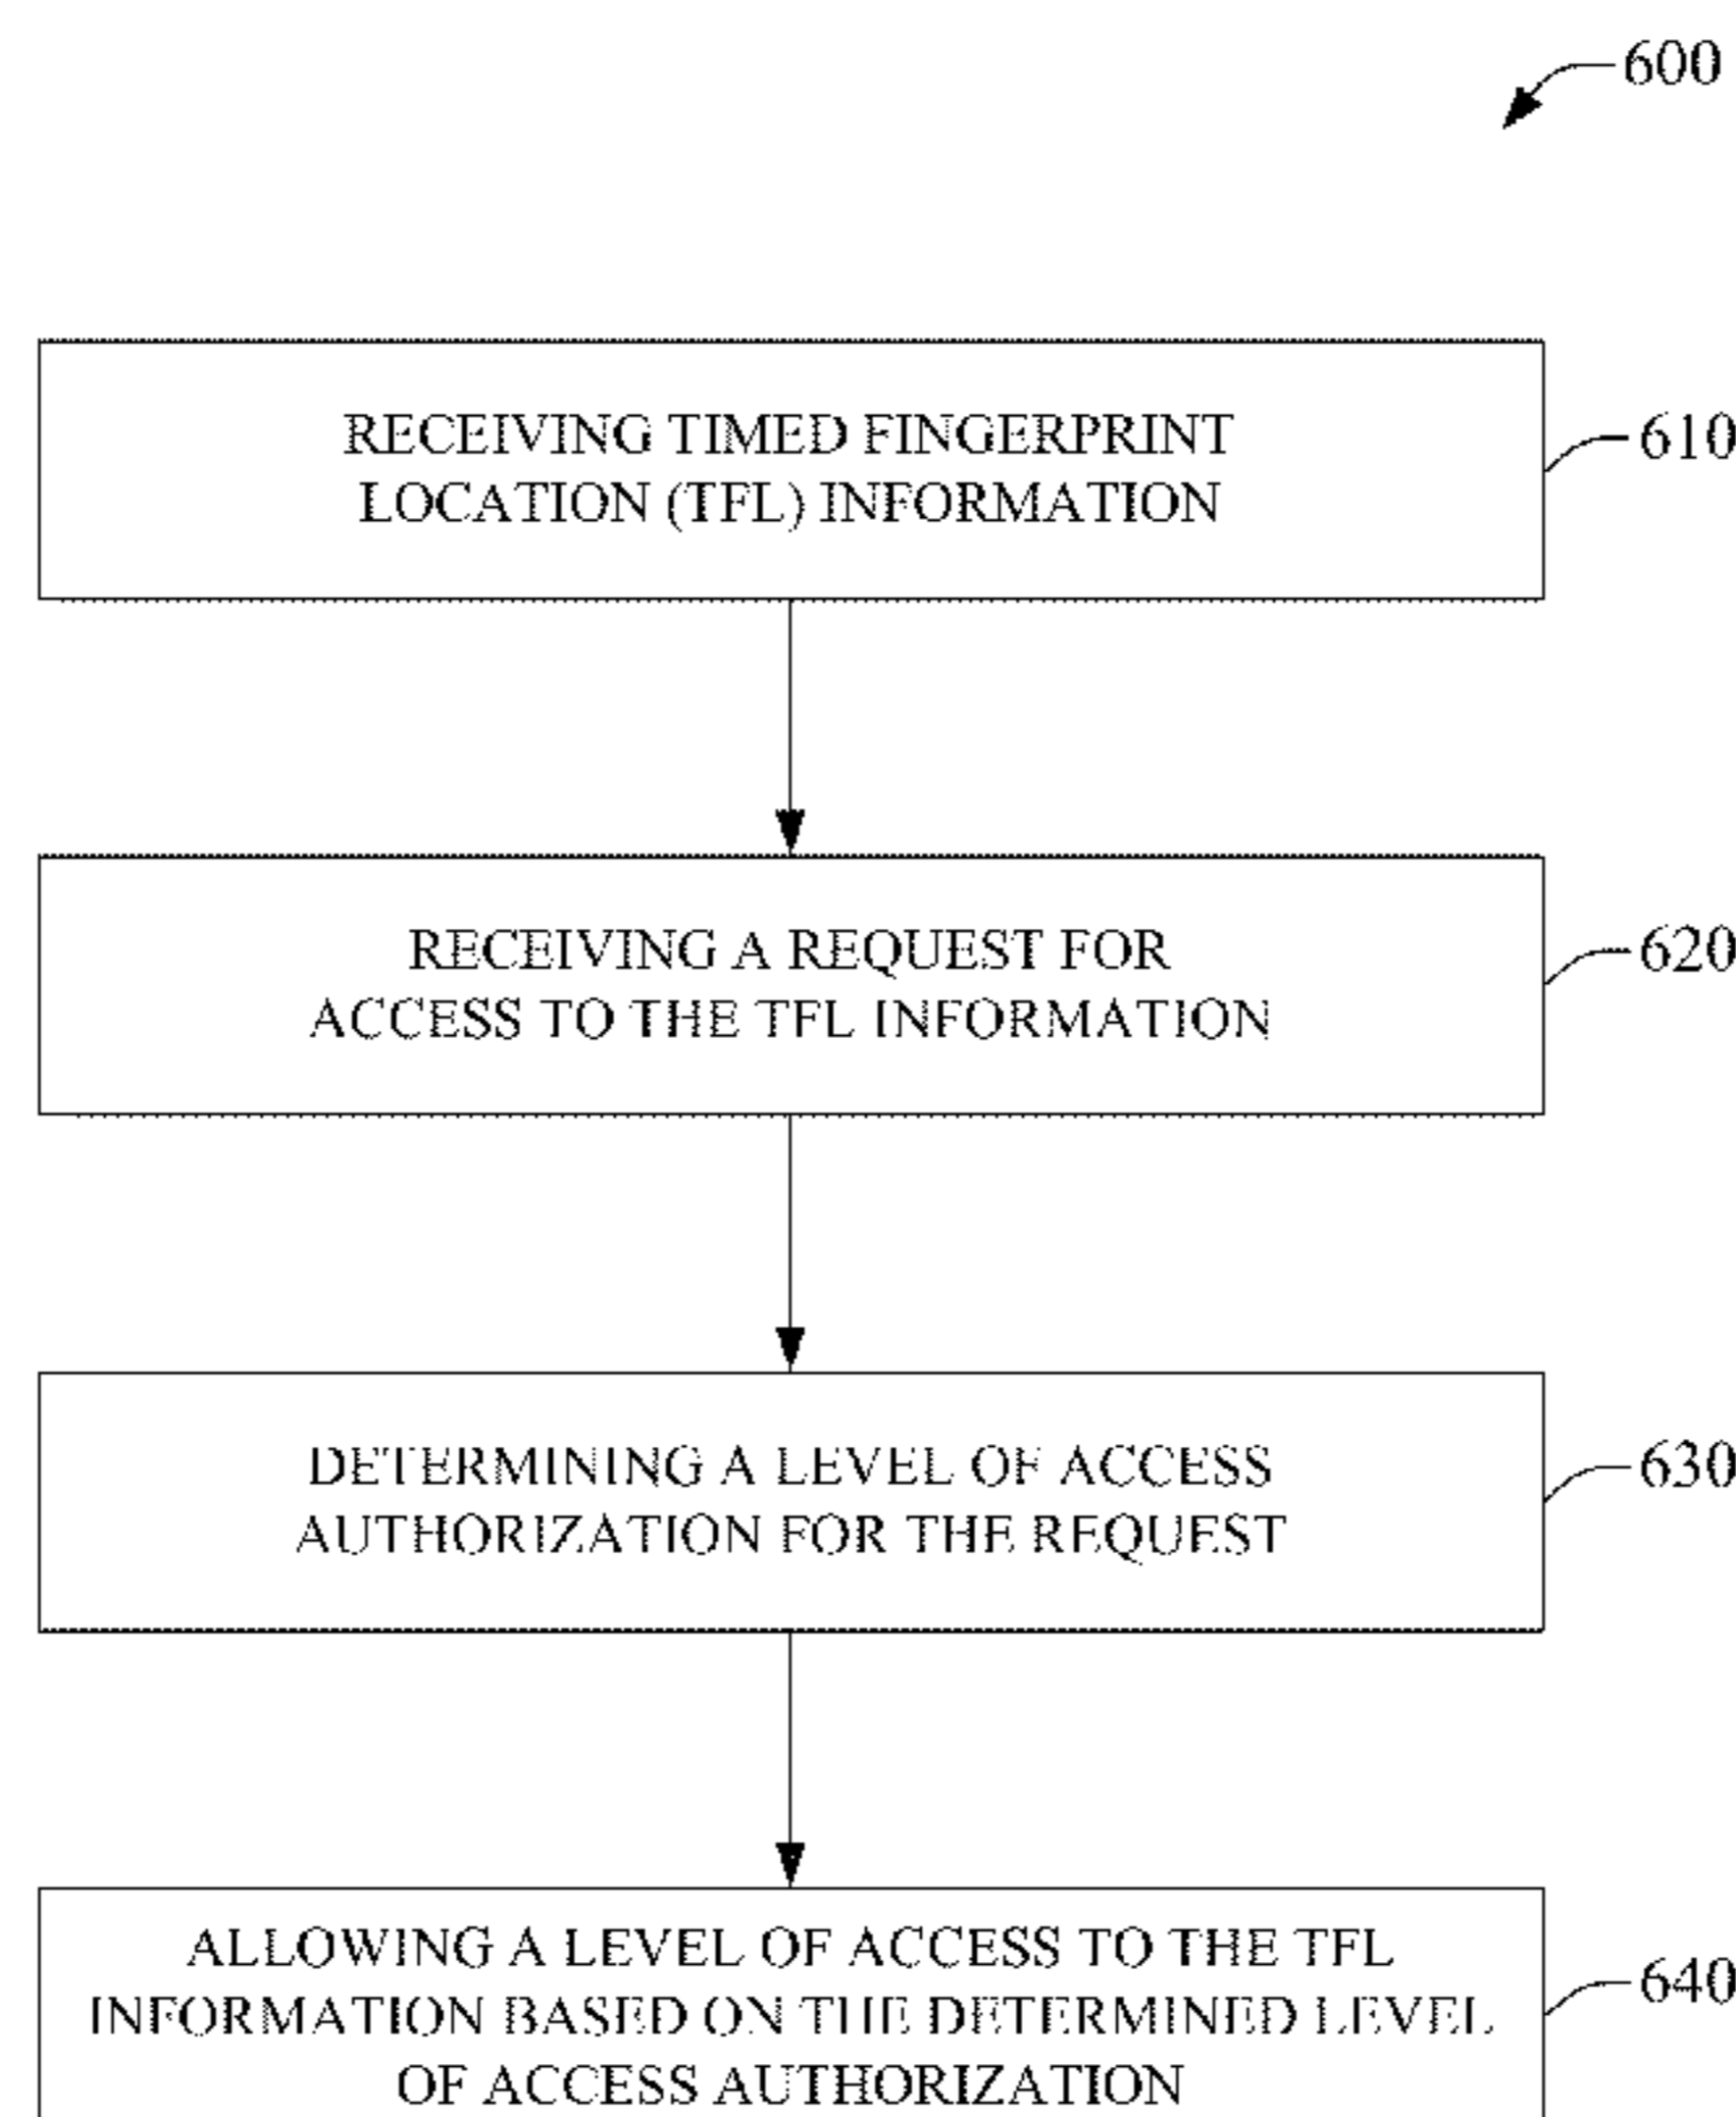 600
RECEIVING TIMED FINGERPRINT
LOCATION (TFL) INFORMATION
610
RECEIVING A REQUEST FOR
ACCESS TO THE TFL INFORMATION
620
DETERMINING A LEVEL OF ACCESS
AUTHORIZATION FOR THE REQUEST
630
ALLOWING A LEVEL OF ACCESS TO THE TFL
INFORMATION BASED ON THE DETERMINED LEVEL
OF ACCESS AUTHORIZATION
640